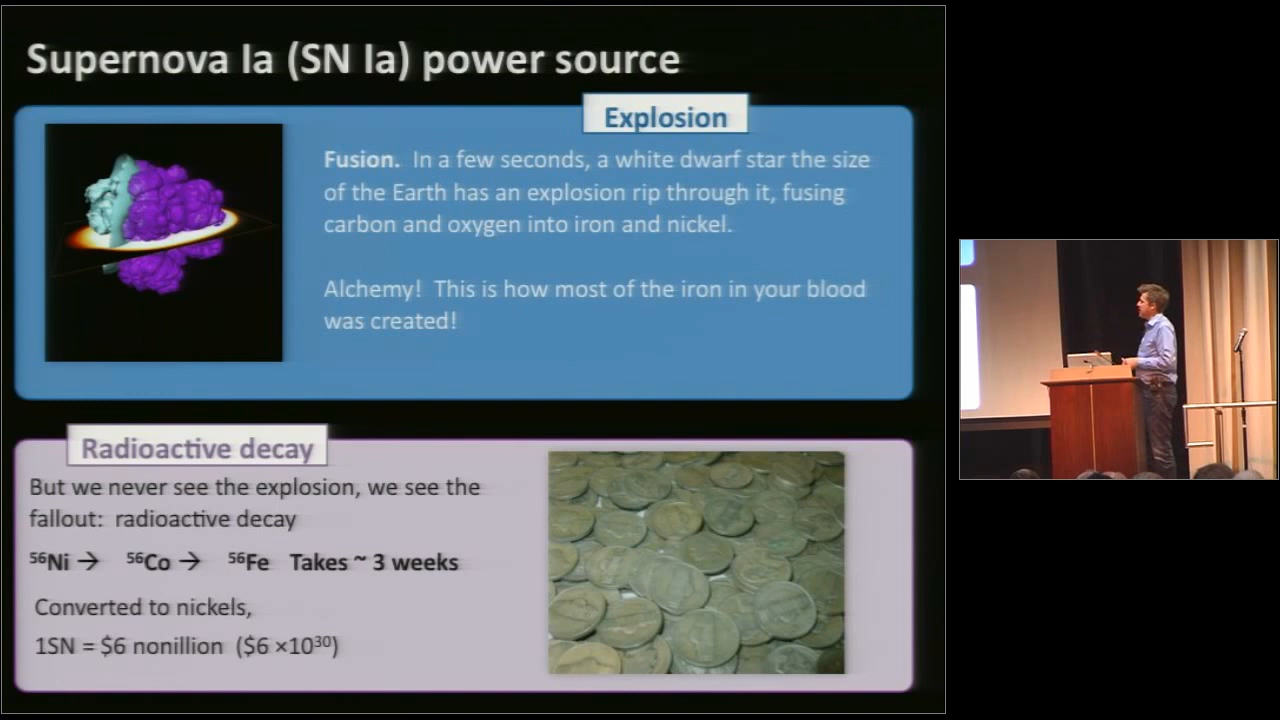 Supernova Ia (SN Ia) power source
Explosion
Fusion. In a few seconds, a white dwarf star the size
of the Earth has an explosion rip through it, fusing
carbon and oxygen into iron and nickel.
Alchemy! This is how most of the iron in your blood
was created!
Radioactive decay
But we never see the explosion, we see the
fallout: radioactive decay
⁵⁶Ni → ⁵⁶Co → ⁵⁶Fe Takes ~ 3 weeks
Converted to nickels,
1SN = $6 nonillion ($6 ×10³⁰)